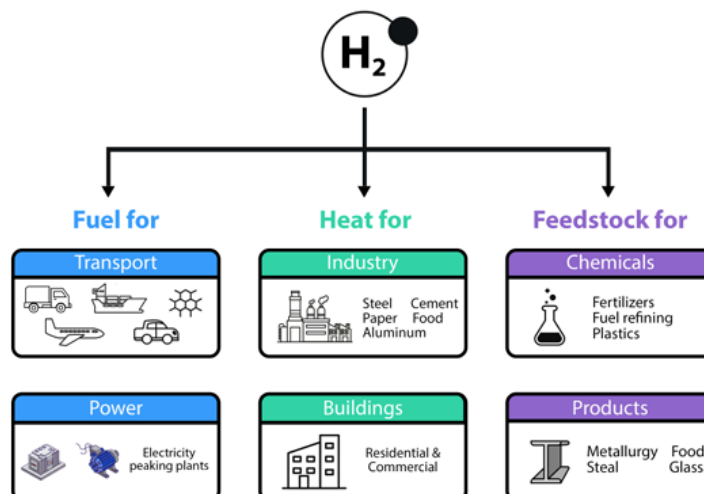 H2
Fuel for
Heat for
Feedstock for
Transport
Industry
Steel Cement
Paper Food
Aluminum
Chemicals
Fertilizers
Fuel refining
Plastics
Power
Electricity
peaking plants
Buildings
Residential &
Commercial
Products
Metallurgy Food
Steal Glass